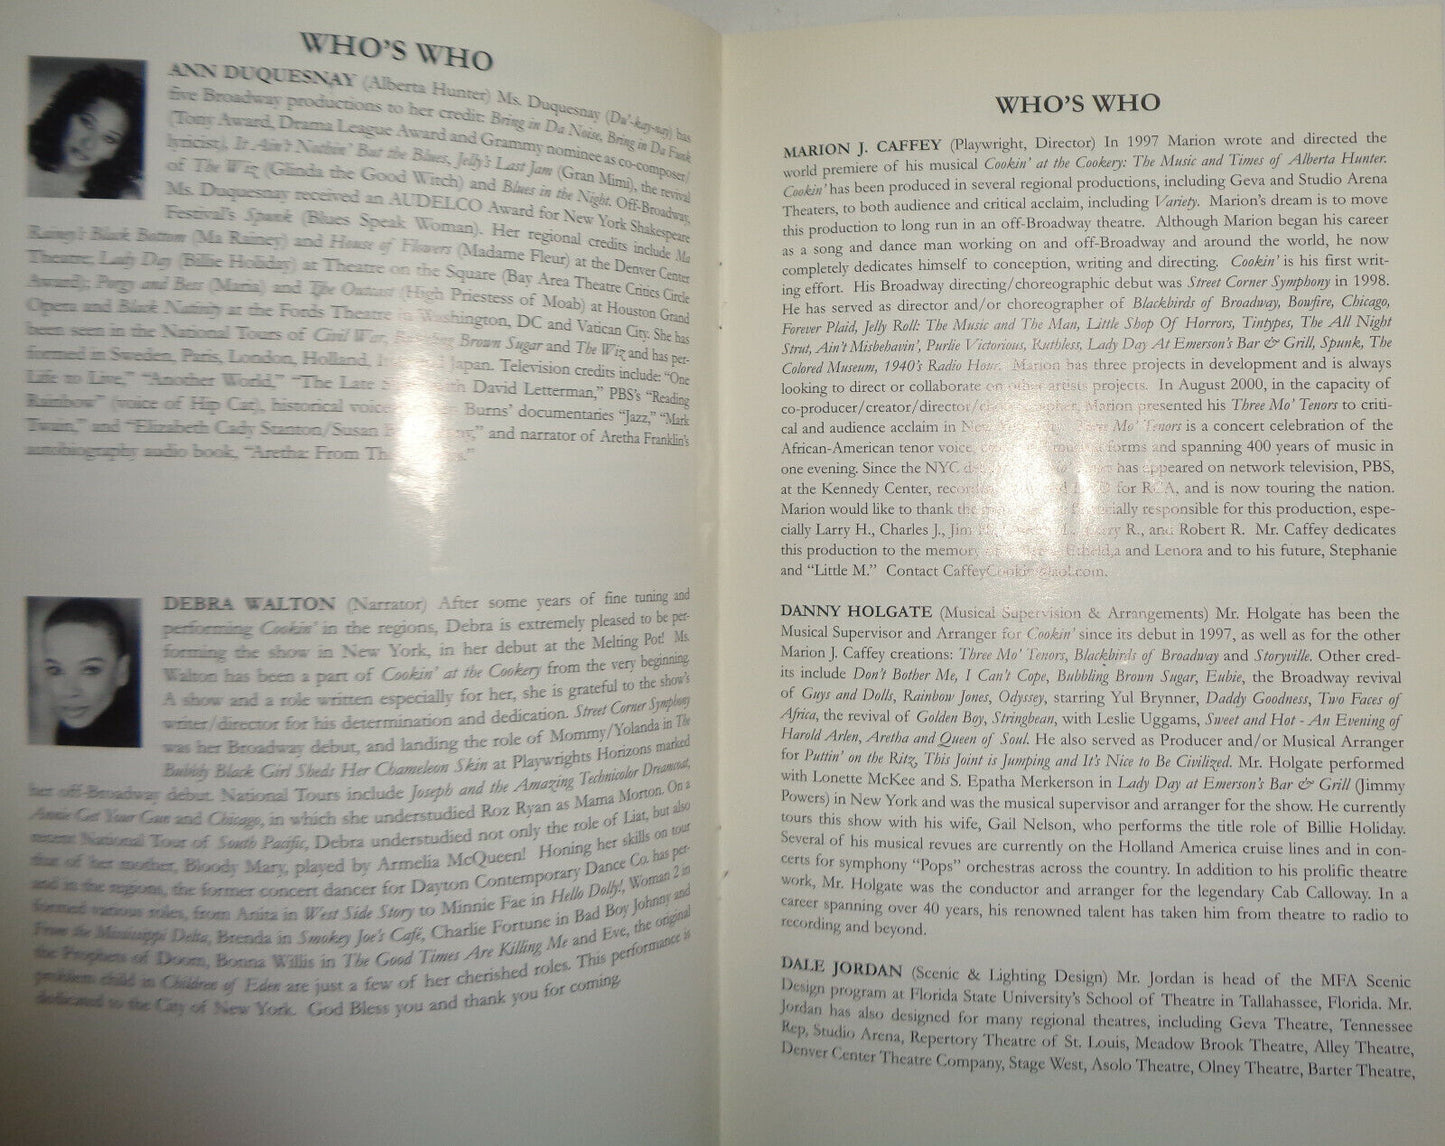 WHO'S WHO
ANN DUQUESNAY (Alberta Hunter) Ms. Duquesnay (Du'-kay-nay) has
five Broadway productions to her credit: Bring in Da Noise, Bring in Da Funk
(Tony Award, Drama League Award and Grammy nominee as co-composer/
lyricist), It Ain't Nothin' But the Blues, Jelly's Last Jam (Gran Mimi), the revival
of The Wiz (Glinda the Good Witch) and Blues in the Night. Off-Broadway,
Ms. Duquesnay received an AUDELCO Award for New York Shakespeare
Festival's Spunk (Blues Speak Woman). Her regional credits include Ma
Rainey's Black Bottom (Ma Rainey) and House of Flowers (Madame Fleur) at the Denver Center
Theatre; Lady Day (Billie Holiday) at Theatre on the Square (Bay Area Theatre Critics Circle
Award); Porgy and Bess (Maria) and The Outcast (High Priestess of Moab) at Houston Grand
Opera and Black Nativity at the Fords Theatre in Washington, DC and Vatican City. She has
been seen in the National Tours of Civil War, Bubbling Brown Sugar and The Wiz and has per-
formed in Sweden, Paris, London, Holland, Japan. Television credits include: "One
Life to Live," "Another World," "The Late with David Letterman," PBS's "Reading
Rainbow" (voice of Hip Cat), historical voice Burns' documentaries "Jazz," "Mark
Twain," and "Elizabeth Cady Stanton/Susan and narrator of Aretha Franklin's
autobiography audio book, "Aretha: From
DEBRA WALTON (Narrator) After some years of fine tuning and
performing Cookin' in the regions, Debra is extremely pleased to be per-
forming the show in New York, in her debut at the Melting Pot! Ms.
Walton has been a part of Cookin' at the Cookery from the very beginning.
A show and a role written especially for her, she is grateful to the show's
writer/director for his determination and dedication. Street Corner Symphony
was her Broadway debut, and landing the role of Mommy/Yolanda in The
Bubbly Black Girl Sheds Her Chameleon Skin at Playwrights Horizons marked
her off-Broadway debut. National Tours include Joseph and the Amazing Technicolor Dreamcoat,
Annie Get Your Gun and Chicago, in which she understudied Roz Ryan as Mama Morton. On a
recent National Tour of South Pacific, Debra understudied not only the role of Liat, but also
that of her mother, Bloody Mary, played by Armelia McQueen! Honing her skills on tour
and in the regions, the former concert dancer for Dayton Contemporary Dance Co. has per-
formed various roles, from Anita in West Side Story to Minnie Fae in Hello Dolly!, Woman 2 in
From the Mississippi Delta, Brenda in Smokey Joe's Café, Charlie Fortune in Bad Boy Johnny and
the Prophets of Doom, Bonna Willis in The Good Times Are Killing Me and Eve, the original
problem child in Children of Eden are just a few of her cherished roles. This performance is
dedicated to the City of New York. God Bless you and thank you for coming.
WHO'S WHO
MARION J. CAFFEY (Playwright, Director) In 1997 Marion wrote and directed the
world premiere of his musical Cookin' at the Cookery: The Music and Times of Alberta Hunter.
Cookin' has been produced in several regional productions, including Geva and Studio Arena
Theaters, to both audience and critical acclaim, including Variety. Marion's dream is to move
this production to long run in an off-Broadway theatre. Although Marion began his career
as a song and dance man working on and off-Broadway and around the world, he now
completely dedicates himself to conception, writing and directing. Cookin' is his first writ-
ing effort. His Broadway directing/choreographic debut was Street Corner Symphony in 1998.
He has served as director and/or choreographer of Blackbirds of Broadway, Bowfire, Chicago,
Forever Plaid, Jelly Roll: The Music and The Man, Little Shop Of Horrors, Tintypes, The All Night
Strut, Ain't Misbehavin', Purlie Victorious, Ruthless, Lady Day At Emerson's Bar & Grill, Spunk, The
Colored Museum, 1940's Radio Hour. Marion has three projects in development and is always
looking to direct or collaborate on other artists projects. In August 2000, in the capacity of
co-producer/creator/director/choreographer, Marion presented his Three Mo' Tenors to criti-
cal and audience acclaim in New Mo' Tenors is a concert celebration of the
African-American tenor voice, forms and spanning 400 years of music in
one evening. Since the NYC has appeared on network television, PBS,
at the Kennedy Center, for RCA, and is now touring the nation.
Marion would like to thank the responsible for this production, espe-
cially Larry H., Charles J., Jim R., and Robert R. Mr. Caffey dedicates
this production to the memory of and Lenora and to his future, Stephanie
and "Little M." Contact CaffeyCookin@aol.com.
DANNY HOLGATE (Musical Supervision & Arrangements) Mr. Holgate has been the
Musical Supervisor and Arranger for Cookin' since its debut in 1997, as well as for the other
Marion J. Caffey creations: Three Mo' Tenors, Blackbirds of Broadway and Storyville. Other cred-
its include Don't Bother Me, I Can't Cope, Bubbling Brown Sugar, Eubie, the Broadway revival
of Guys and Dolls, Rainbow Jones, Odyssey, starring Yul Brynner, Daddy Goodness, Two Faces of
Africa, the revival of Golden Boy, Stringbean, with Leslie Uggams, Sweet and Hot - An Evening of
Harold Arlen, Aretha and Queen of Soul. He also served as Producer and/or Musical Arranger
for Puttin' on the Ritz, This Joint is Jumping and It's Nice to Be Civilized. Mr. Holgate performed
with Lonette McKee and S. Epatha Merkerson in Lady Day at Emerson's Bar & Grill (Jimmy
Powers) in New York and was the musical supervisor and arranger for the show. He currently
tours this show with his wife, Gail Nelson, who performs the title role of Billie Holiday.
Several of his musical revues are currently on the Holland America cruise lines and in con-
certs for symphony "Pops" orchestras across the country. In addition to his prolific theatre
work, Mr. Holgate was the conductor and arranger for the legendary Cab Calloway. In a
career spanning over 40 years, his renowned talent has taken him from theatre to radio to
recording and beyond.
DALE JORDAN (Scenic & Lighting Design) Mr. Jordan is head of the MFA Scenic
Design program at Florida State University's School of Theatre in Tallahassee, Florida. Mr.
Jordan has also designed for many regional theatres, including Geva Theatre, Tennessee
Rep, Studio Arena, Repertory Theatre of St. Louis, Meadow Brook Theatre, Alley Theatre,
Denver Center Theatre Company, Stage West, Asolo Theatre, Olney Theatre, Barter Theatre,